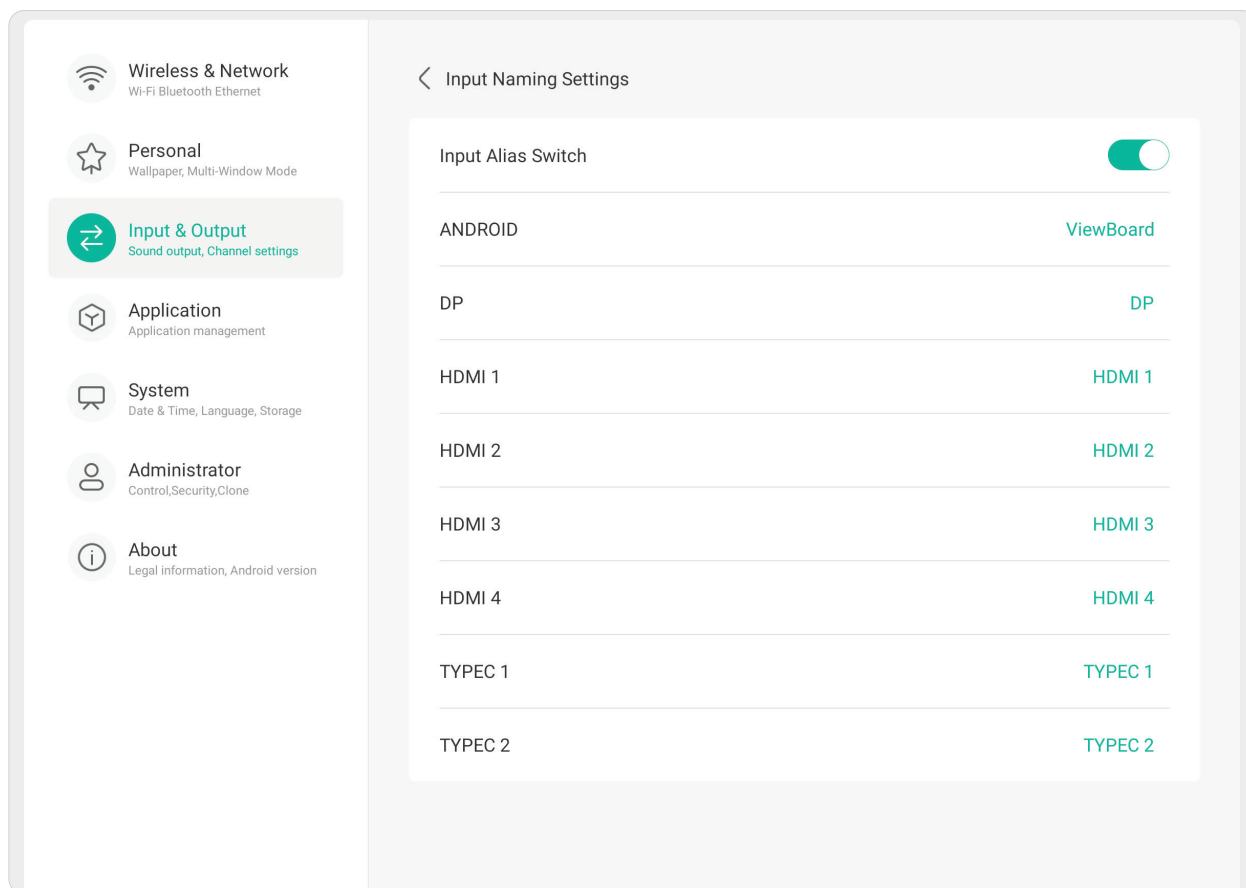 Wireless & Network
Wi-Fi Bluetooth Ethernet
Personal
Wallpaper, Multi-Window Mode
Input & Output
Sound output, Channel settings
Application
Application management
System
Date & Time, Language, Storage
Administrator
Control,Security,Clone
About
Legal information, Android version
Input Naming Settings
Input Alias Switch
ANDROID ViewBoard
DP DP
HDMI 1 HDMI 1
HDMI 2 HDMI 2
HDMI 3 HDMI 3
HDMI 4 HDMI 4
TYPEC 1 TYPEC 1
TYPEC 2 TYPEC 2